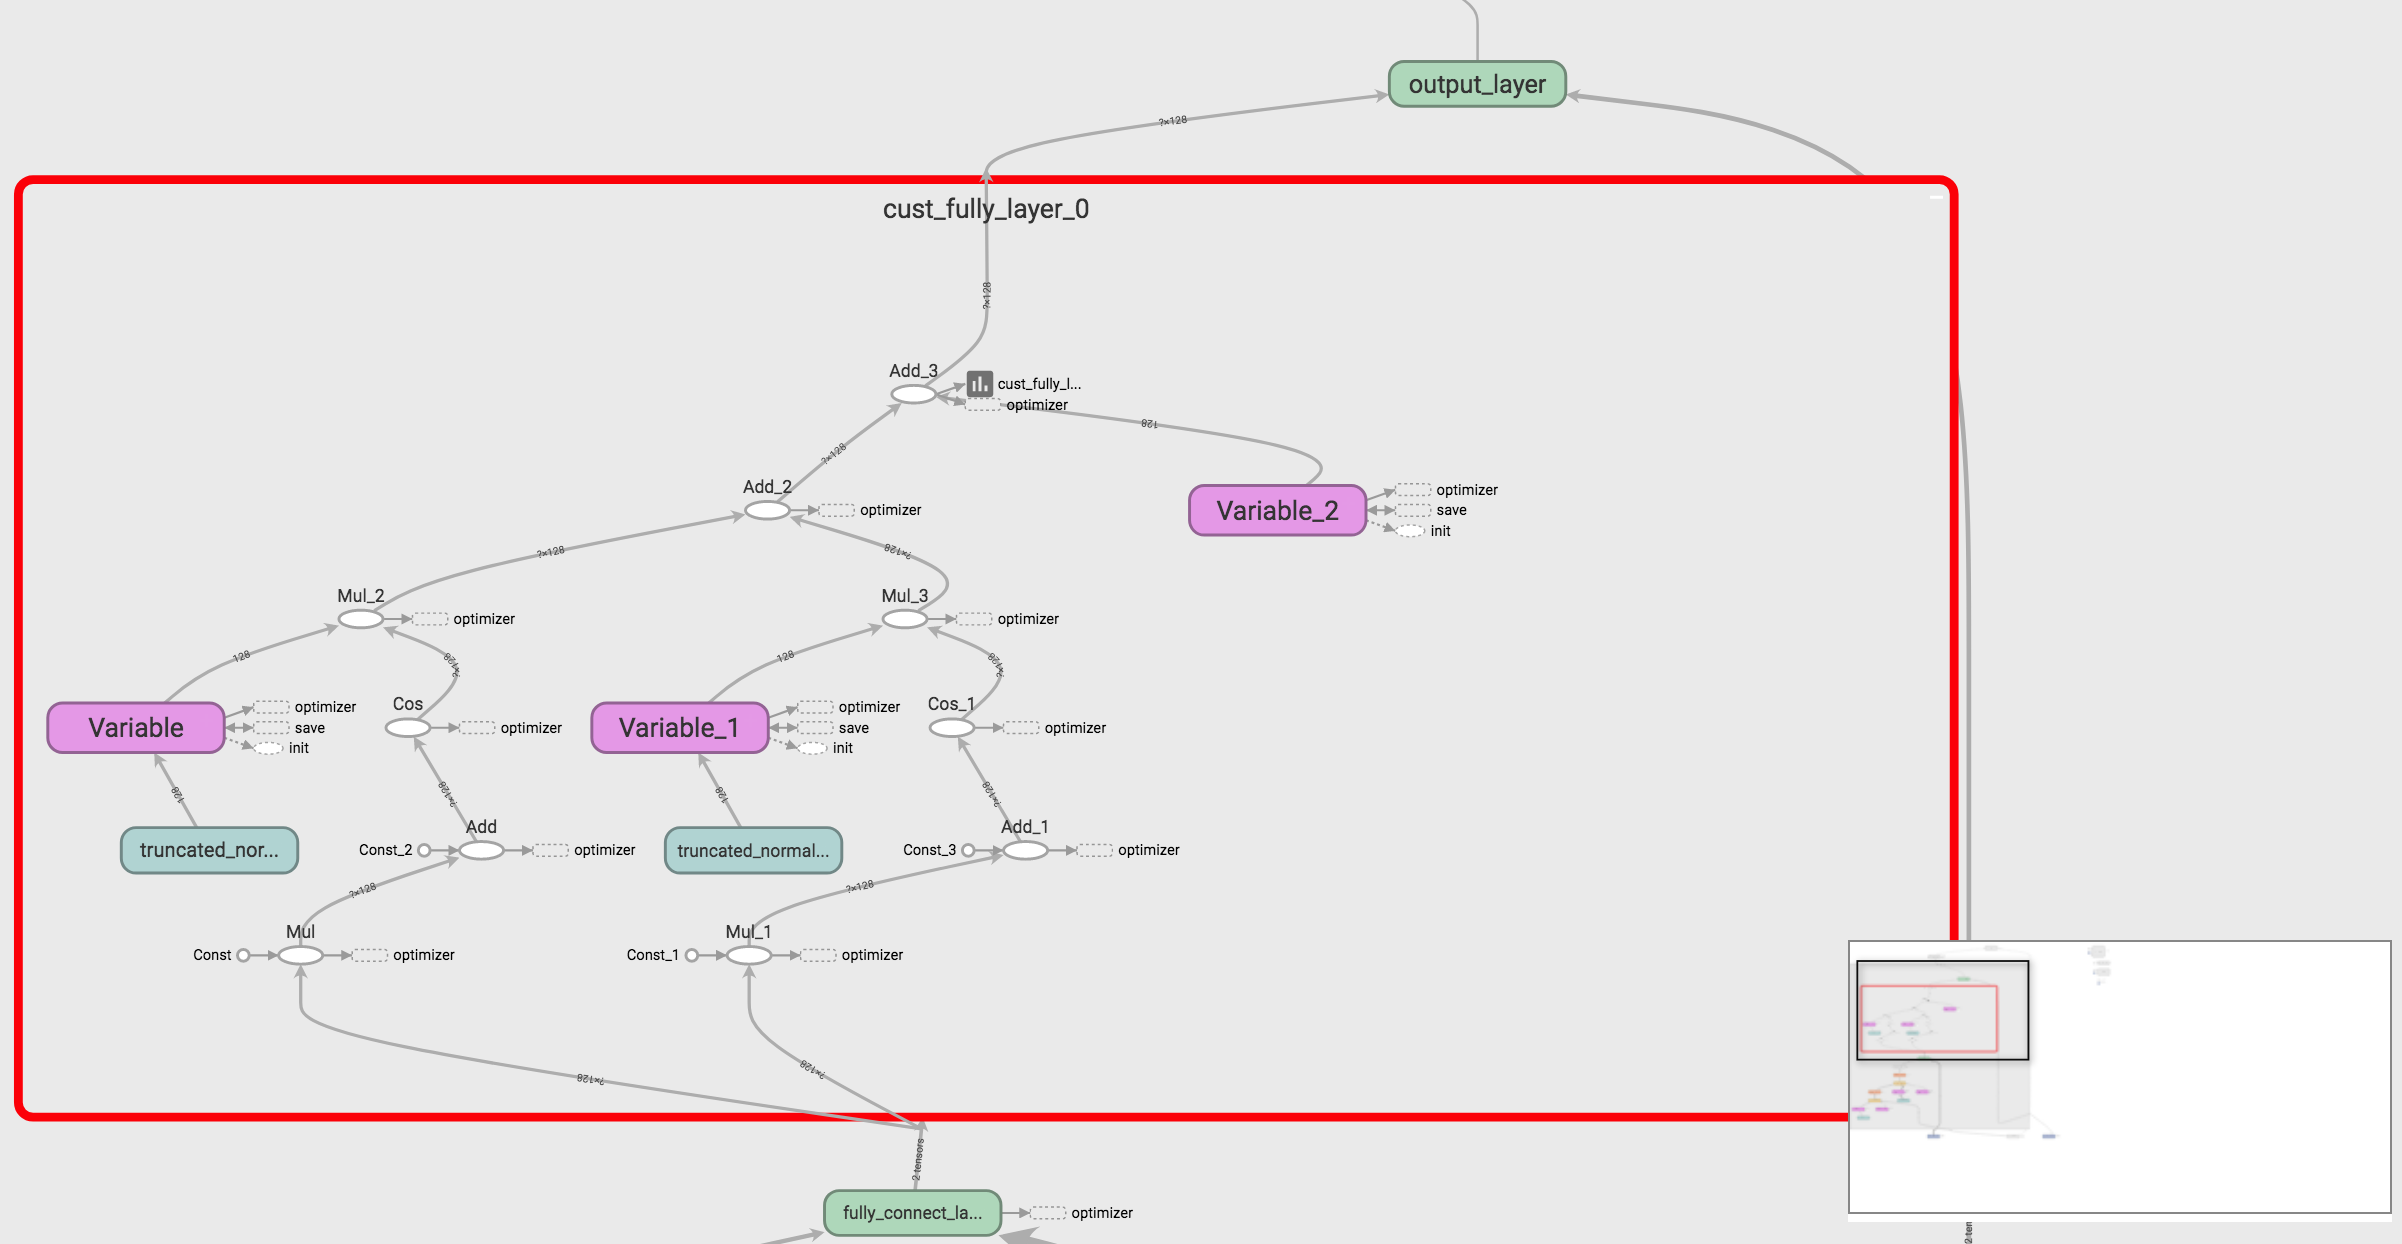 output_layer
?×128
cust_fully_layer_0
?×128
Add_3
cust_fully_l...
optimizer
128
?×128
Add_2
optimizer
Variable_2
optimizer
save
init
?×128
?×128
Mul_2
optimizer
Mul_3
optimizer
128
?×128
128
?×128
Variable
optimizer
save
init
Cos
optimizer
Variable_1
optimizer
save
init
Cos_1
optimizer
128
?×128
128
?×128
truncated_nor...
Const_2
Add
optimizer
truncated_normal...
Const_3
Add_1
optimizer
?×128
?×128
Const
Mul
optimizer
Const_1
Mul_1
optimizer
?×128
?×128
2 tensors
fully_connect_la...
optimizer
2 ten